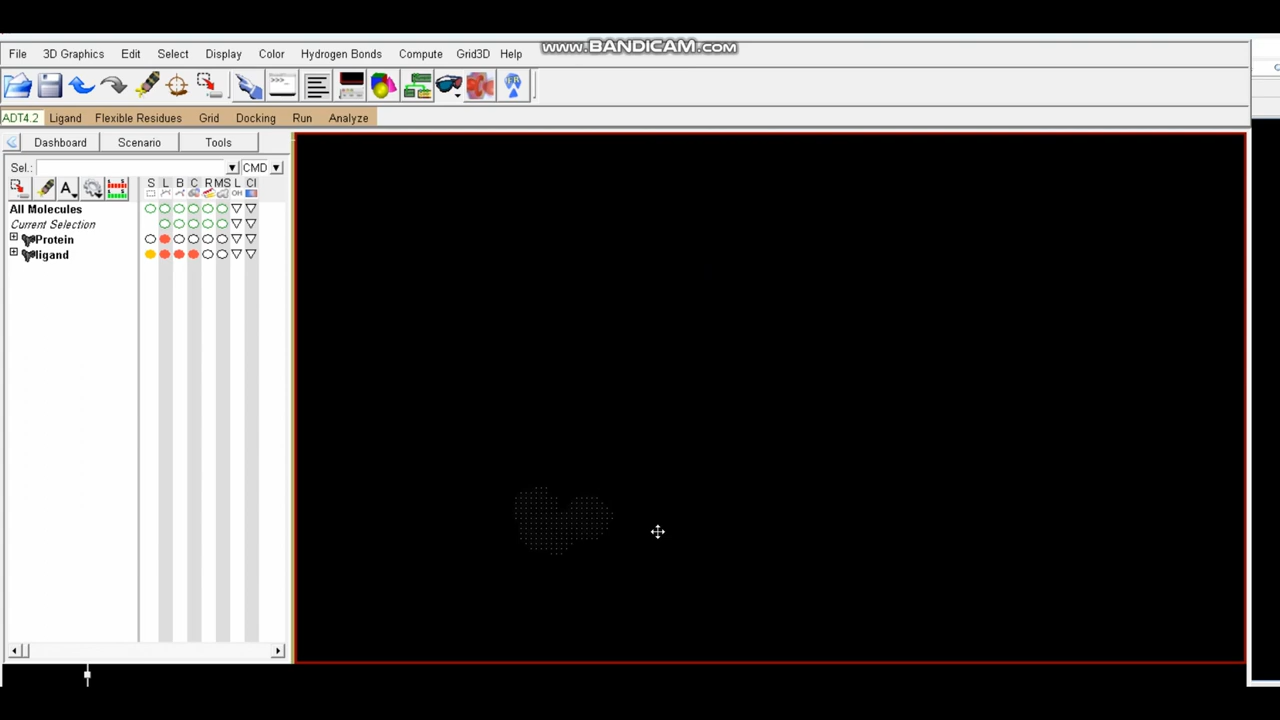 www.BANDICAM.com
File 3D Graphics Edit Select Display Color Hydrogen Bonds Compute Grid3D Help
ADT4.2 Ligand Flexible Residues Grid Docking Run Analyze
Dashboard Scenario Tools
Sel.: CMD
A S L B C R MS L Cl
All Molecules
Current Selection
Protein
ligand